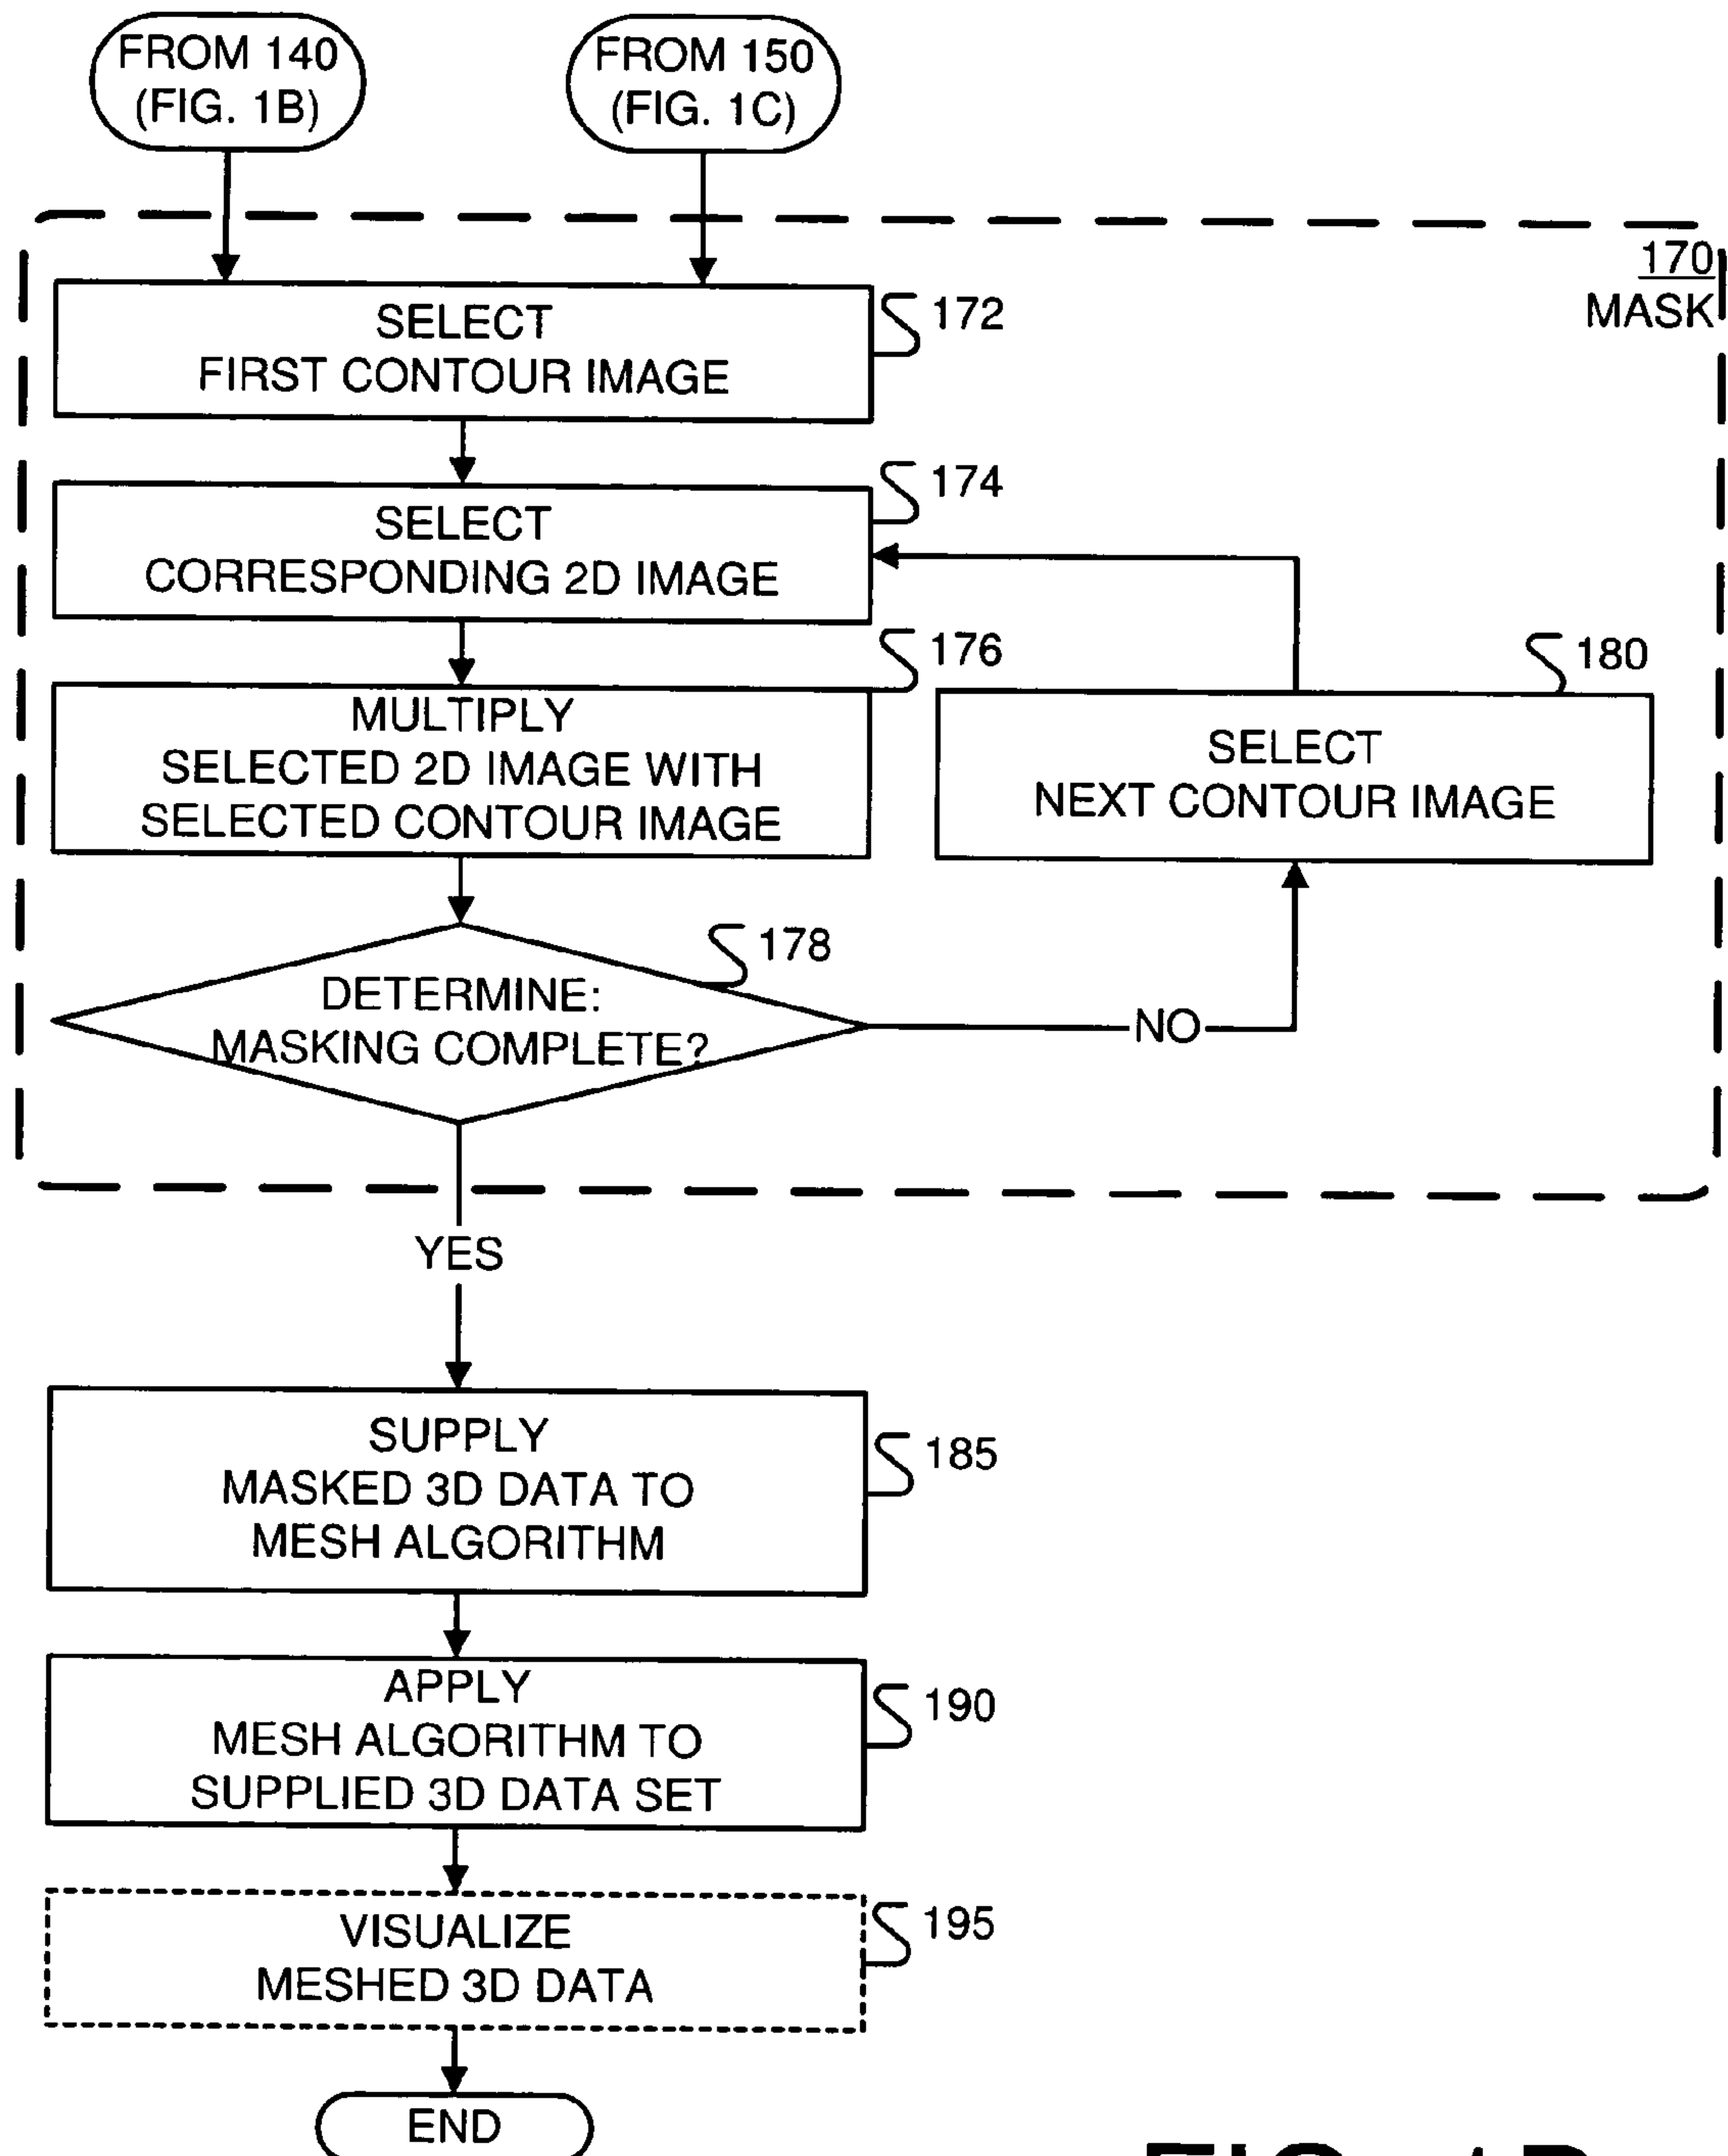 FROM 140
(FIG. 1B)
FROM 150
(FIG. 1C)
170
MASK
SELECT
FIRST CONTOUR IMAGE
172
SELECT
CORRESPONDING 2D IMAGE
174
MULTIPLY
SELECTED 2D IMAGE WITH
SELECTED CONTOUR IMAGE
176
SELECT
NEXT CONTOUR IMAGE
180
DETERMINE:
MASKING COMPLETE?
178
NO
YES
SUPPLY
MASKED 3D DATA TO
MESH ALGORITHM
185
APPLY
MESH ALGORITHM TO
SUPPLIED 3D DATA SET
190
VISUALIZE
MESHED 3D DATA
195
END